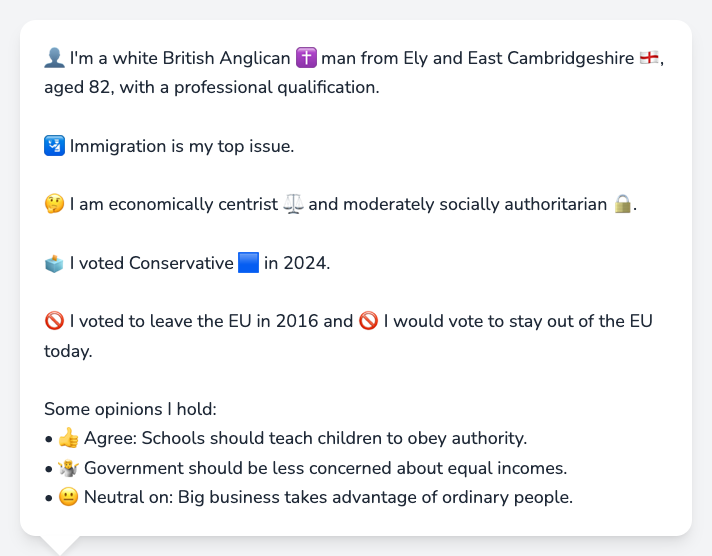 👤 I'm a white British Anglican ✝️ man from Ely and East Cambridgeshire 🏴󠁧󠁢󠁥󠁮󠁧󠁿,
aged 82, with a professional qualification.
🛂 Immigration is my top issue.
🤔 I am economically centrist ⚖️ and moderately socially authoritarian 🔒.
🗳️ I voted Conservative 🟦 in 2024.
🚫 I voted to leave the EU in 2016 and 🚫 I would vote to stay out of the EU
today.
Some opinions I hold:
• 👍 Agree: Schools should teach children to obey authority.
• 🤷 Government should be less concerned about equal incomes.
• 😐 Neutral on: Big business takes advantage of ordinary people.